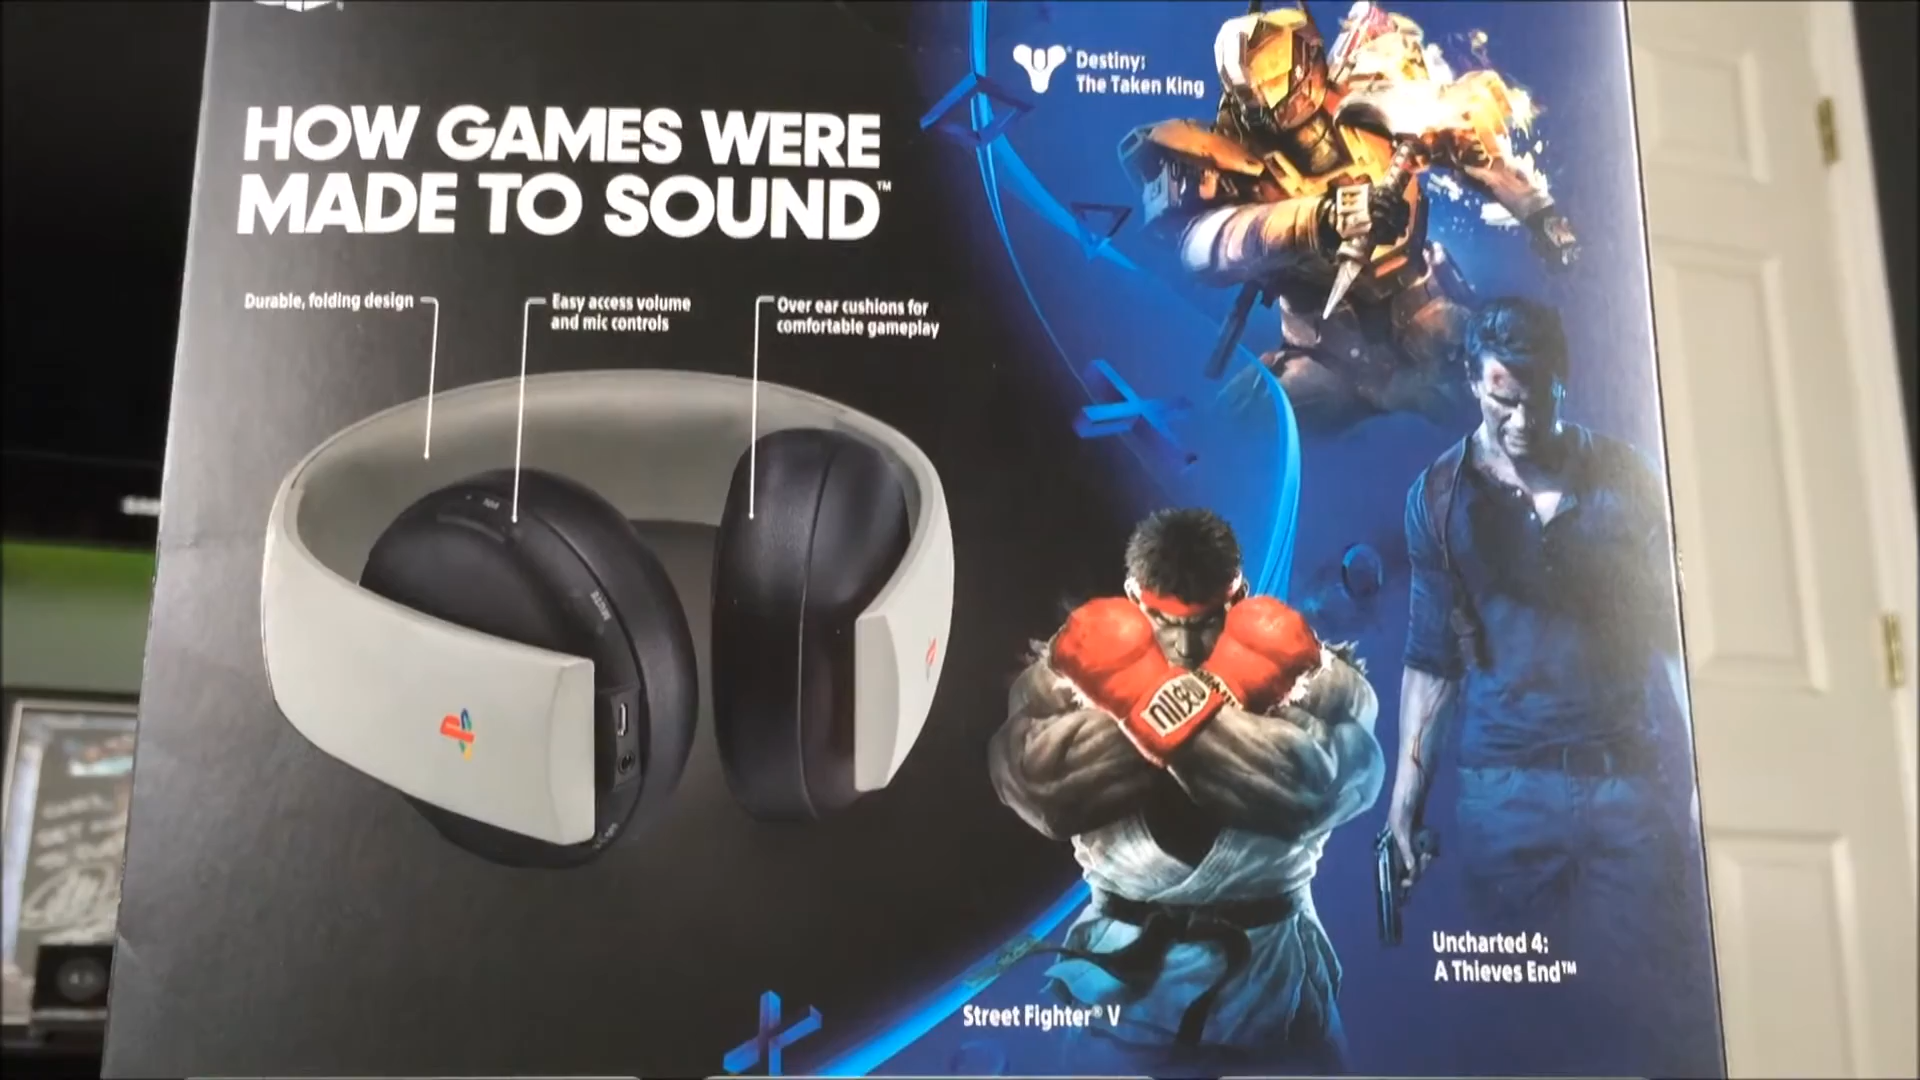 HOW GAMES WERE
MADE TO SOUND™
Durable, folding design
Easy access volume
and mic controls
Over ear cushions for
comfortable gameplay
MUTE
Destiny:
The Taken King
Street Fighter® V
Uncharted 4:
A Thieves End™